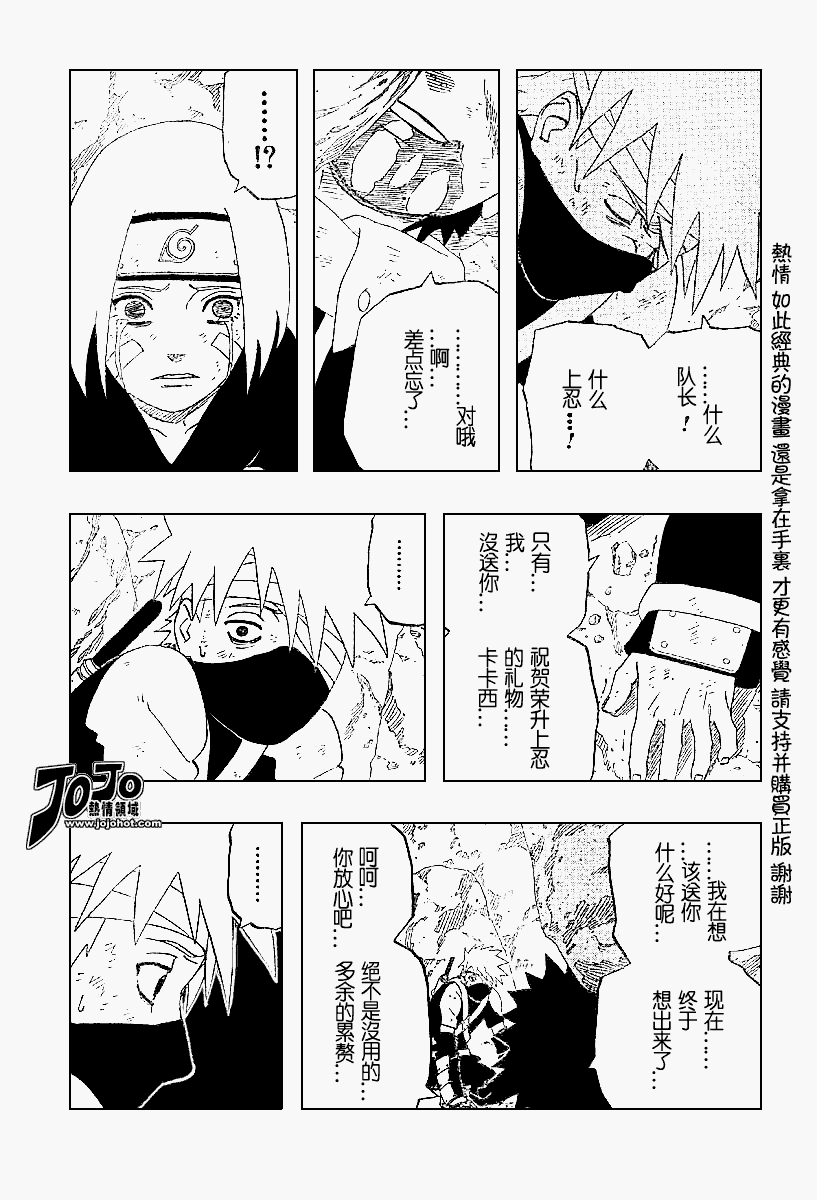 ……什么
队长！
什么
上忍……！
…………对哦
…啊……
差点忘了…
……!?
只有…
我…
沒送你…
祝贺荣升上忍
的礼物……
卡卡西…
………
……我在想
…该送你
什么好呢…
现在……
终于
想出来了…
呵呵…
你放心吧…
绝不是沒用的…
多余的累赘…
……
熱情 如此經典的漫畫 還是拿在手裏 才更有感覺 請支持并購買正版 謝謝
JOJO
熱情領域
www.jojohot.com